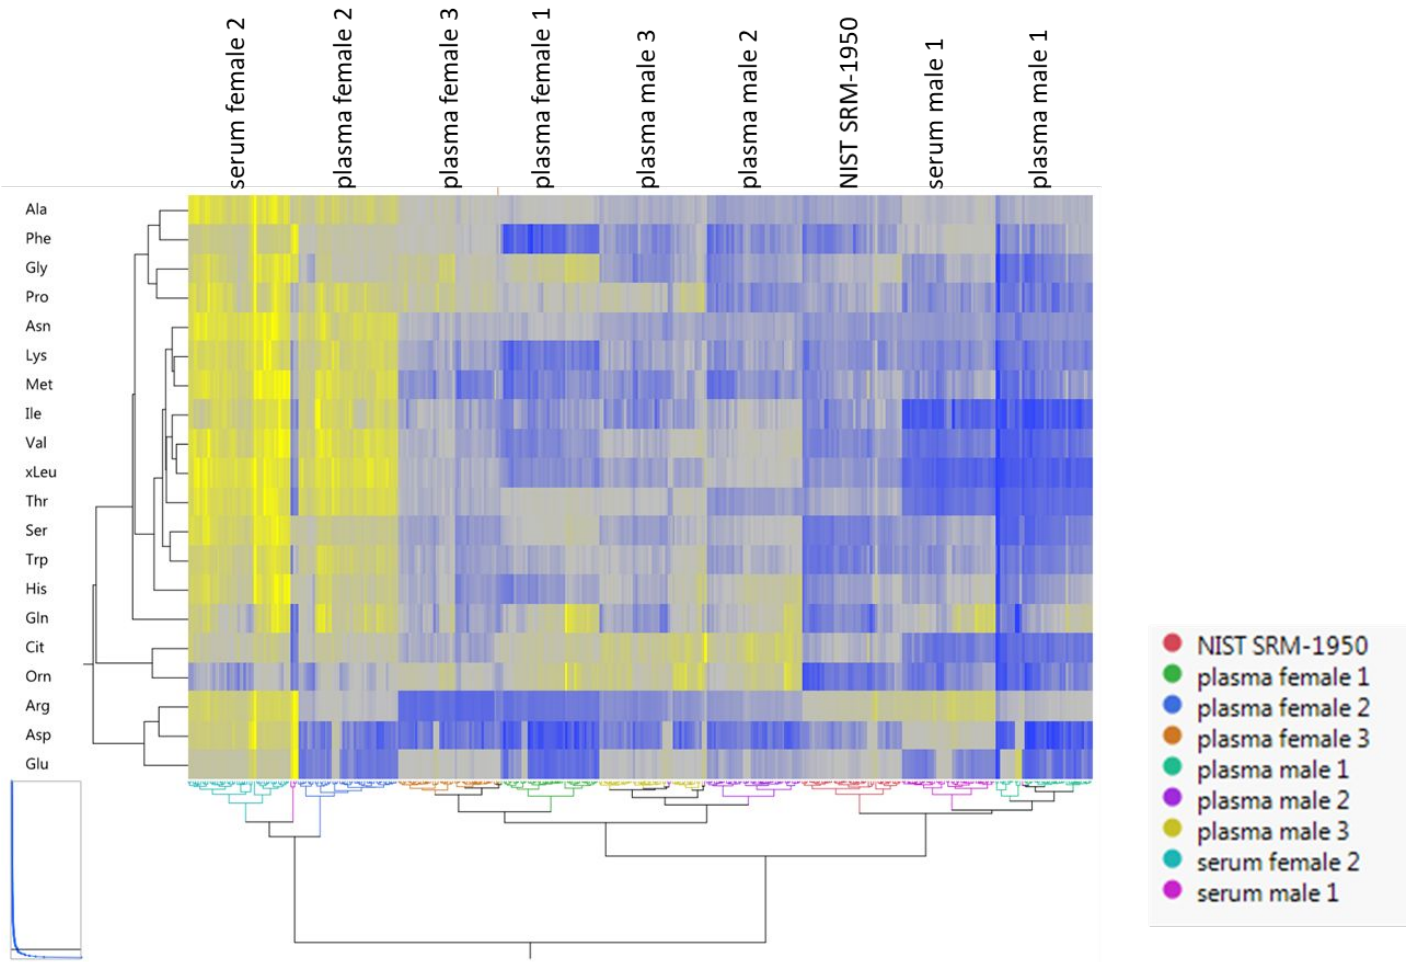 serum female 2
plasma female 2
plasma female 3
plasma female 1
plasma male 3
plasma male 2
NIST SRM-1950
serum male 1
plasma male 1
Ala
Phe
Gly
Pro
Asn
Lys
Met
Ile
Val
xLeu
Thr
Ser
Trp
His
Gln
Cit
Orn
Arg
Asp
Glu
NIST SRM-1950
plasma female 1
plasma female 2
plasma female 3
plasma male 1
plasma male 2
plasma male 3
serum female 2
serum male 1